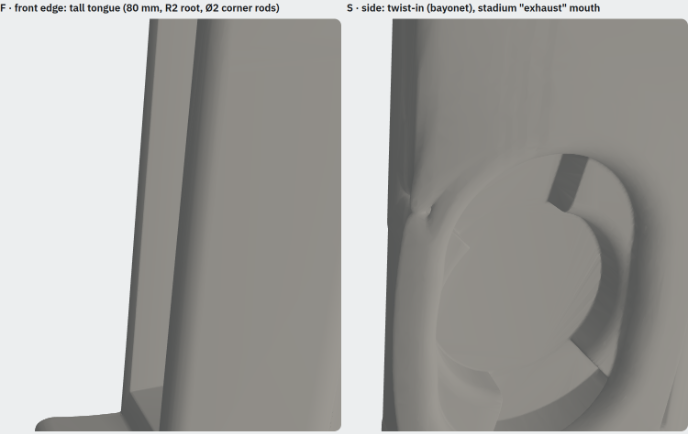 F · front edge: tall tongue (80 mm, R2 root, Ø2 corner rods)
S · side: twist-in (bayonet), stadium "exhaust" mouth